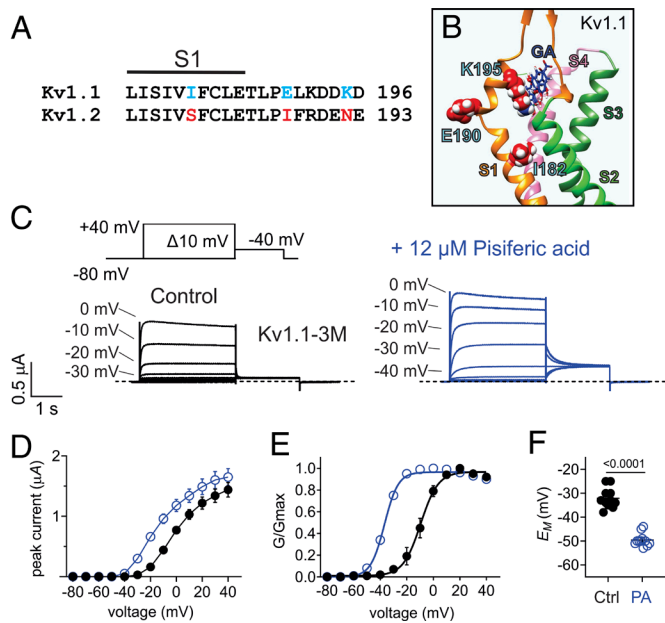 A
S1
Kv1.1 LISIVIFCLETLPELKDDKD 196
Kv1.2 LISIVSFCLETLPIFRDENE 193
B
Kv1.1
GA
S4
K195
S3
E190
S1
I182
S2
C
+40 mV
Δ10 mV
-40 mV
-80 mV
+ 12 µM Pisiferic acid
Control
Kv1.1-3M
0 mV
-10 mV
-20 mV
-30 mV
0.5 µA
1 s
0 mV
-10 mV
-20 mV
-30 mV
-40 mV
D
peak current (µA)
2
1
0
-80 -60 -40 -20 0 20 40
voltage (mV)
E
G/Gmax
1.0
0.8
0.6
0.4
0.2
0.0
-80 -60 -40 -20 0 20 40
voltage (mV)
F
<0.0001
EM (mV)
-20
-30
-40
-50
-60
Ctrl PA